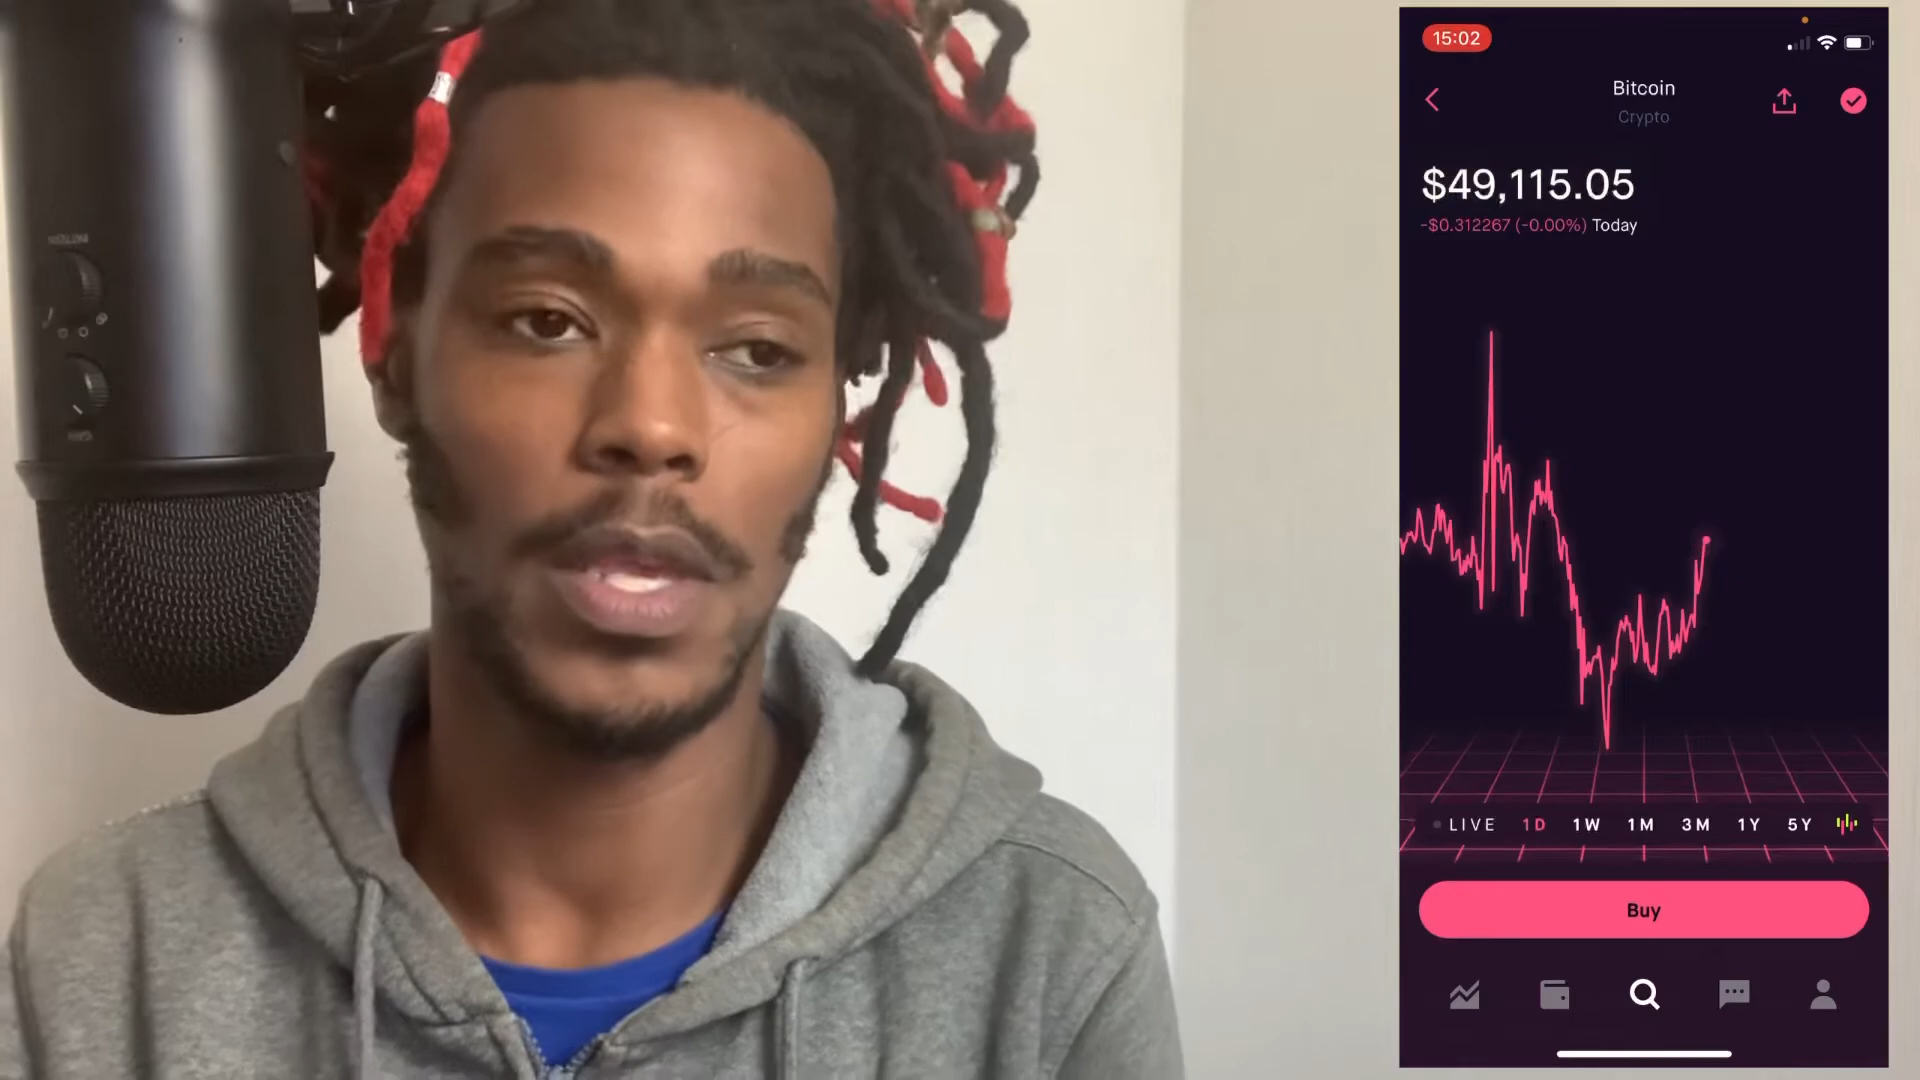 15:02
Bitcoin
Crypto
$49,115.05
-$0.312267 (-0.00%) Today
LIVE 1D 1W 1M 3M 1Y 5Y
Buy